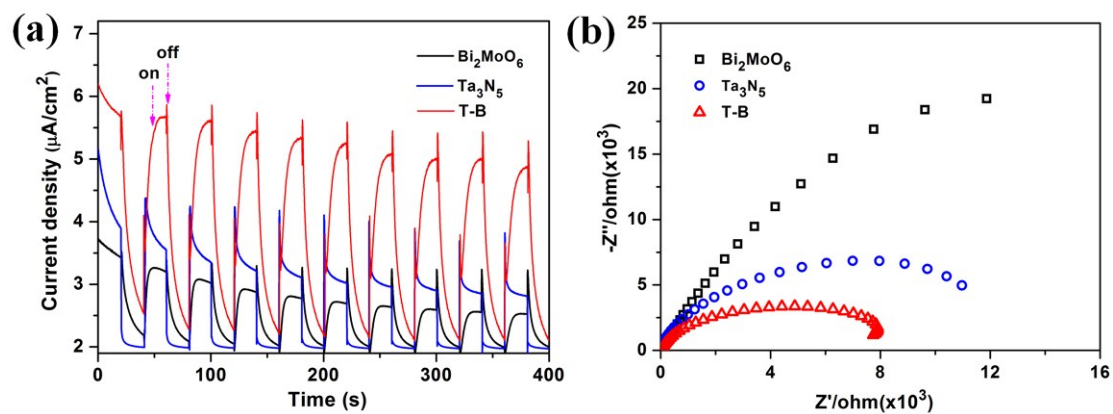 (a)
7
6
5
4
3
2
Current density (μA/cm²)
0
100
200
300
400
Time (s)
on
off
Bi₂MoO₆
Ta₃N₅
T-B
(b)
25
20
15
10
5
0
-Z''/ohm(x10³)
0
4
8
12
16
Z'/ohm(x10³)
Bi₂MoO₆
Ta₃N₅
T-B